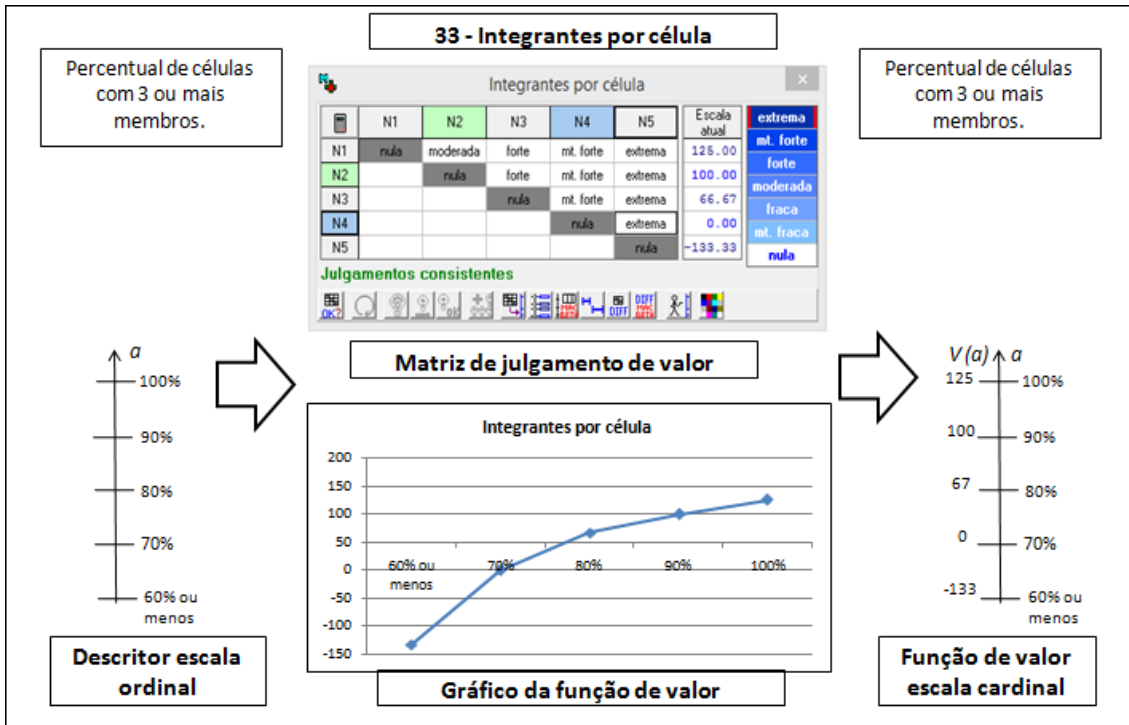 33 - Integrantes por célula
Percentual de células
com 3 ou mais
membros.
Integrantes por célula
N1 N2 N3 N4 N5 Escala
atual
N1 nula moderada forte mt. forte extrema 125.00
N2 nula forte mt. forte extrema 100.00
N3 nula mt. forte extrema 66.67
N4 nula extrema 0.00
N5 nula -133.33
extrema
mt. forte
forte
moderada
fraca
mt. fraca
nula
Julgamentos consistentes
OK?
DIFF
DIFF
Percentual de células
com 3 ou mais
membros.
Matriz de julgamento de valor
a
100%
90%
80%
70%
60% ou
menos
Descritor escala
ordinal
Integrantes por célula
200
150
100
50
0
-50
-100
-150
60% ou
menos
70%
80%
90%
100%
Gráfico da função de valor
V (a) a
125 100%
100 90%
67 80%
0 70%
-133 60% ou
menos
Função de valor
escala cardinal